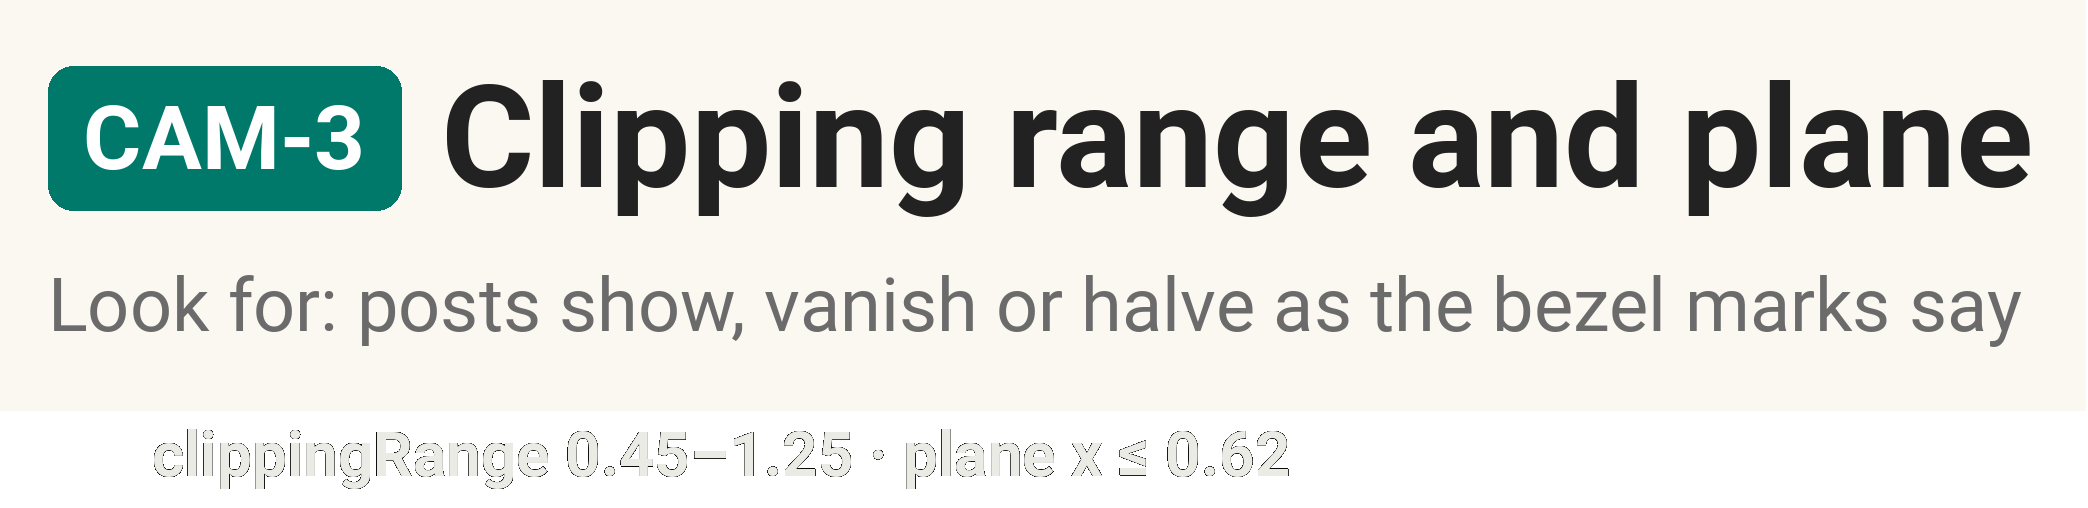 CAM-3 Clipping range and plane
Look for: posts show, vanish or halve as the bezel marks say
clippingRange 0.45–1.25 · plane x ≤ 0.62